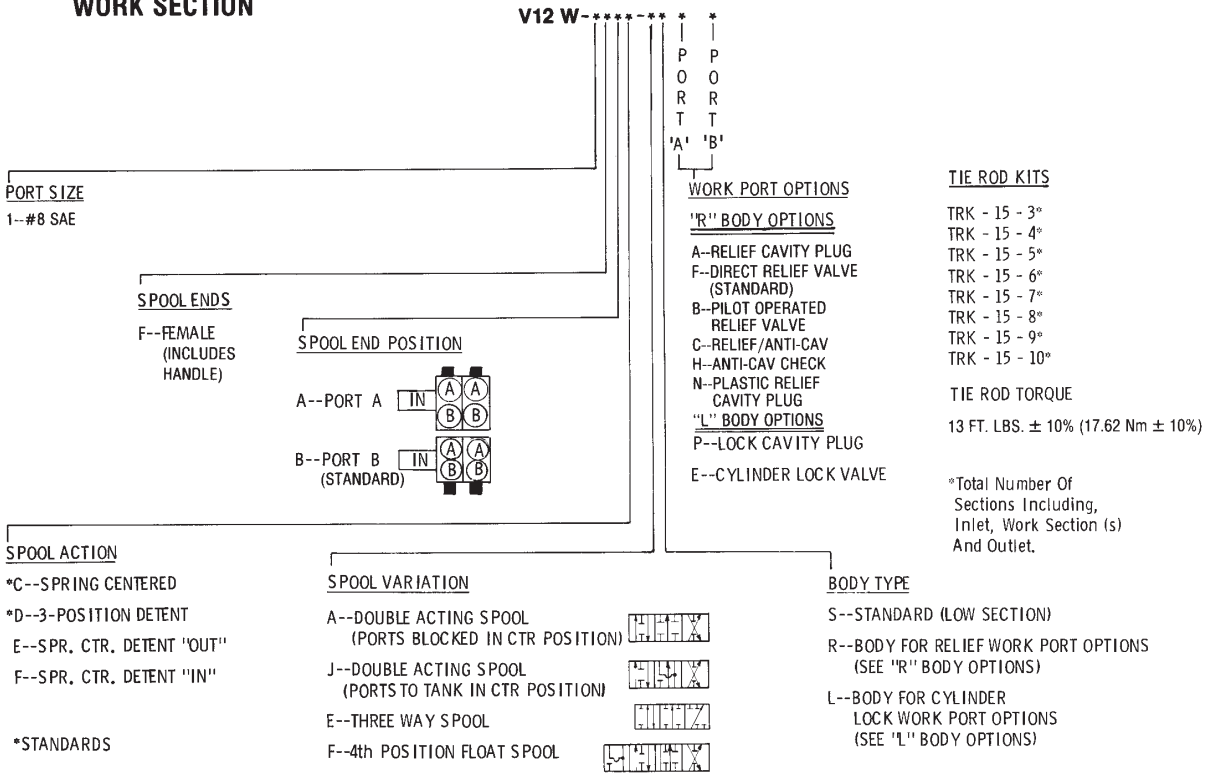 WORK SECTION
V12 W-****-** * *
PORT 'A'
PORT 'B'
PORT SIZE
1--#8 SAE
SPOOL ENDS
F--FEMALE
(INCLUDES
HANDLE)
SPOOL END POSITION
A--PORT A IN A A
B B
B--PORT B IN A A
(STANDARD) B B
WORK PORT OPTIONS
"R" BODY OPTIONS
A--RELIEF CAVITY PLUG
F--DIRECT RELIEF VALVE
(STANDARD)
B--PILOT OPERATED
RELIEF VALVE
C--RELIEF/ANTI-CAV
H--ANTI-CAV CHECK
N--PLASTIC RELIEF
CAVITY PLUG
"L" BODY OPTIONS
P--LOCK CAVITY PLUG
E--CYLINDER LOCK VALVE
TIE ROD KITS
TRK - 15 - 3*
TRK - 15 - 4*
TRK - 15 - 5*
TRK - 15 - 6*
TRK - 15 - 7*
TRK - 15 - 8*
TRK - 15 - 9*
TRK - 15 - 10*
TIE ROD TORQUE
13 FT. LBS. ± 10% (17.62 Nm ± 10%)
*Total Number Of
Sections Including,
Inlet, Work Section (s)
And Outlet.
SPOOL ACTION
*C--SPRING CENTERED
*D--3-POSITION DETENT
E--SPR. CTR. DETENT "OUT"
F--SPR. CTR. DETENT "IN"
*STANDARDS
SPOOL VARIATION
A--DOUBLE ACTING SPOOL
(PORTS BLOCKED IN CTR POSITION)
J--DOUBLE ACTING SPOOL
(PORTS TO TANK IN CTR POSITION)
E--THREE WAY SPOOL
F--4th POSITION FLOAT SPOOL
BODY TYPE
S--STANDARD (LOW SECTION)
R--BODY FOR RELIEF WORK PORT OPTIONS
(SEE "R" BODY OPTIONS)
L--BODY FOR CYLINDER
LOCK WORK PORT OPTIONS
(SEE "L" BODY OPTIONS)